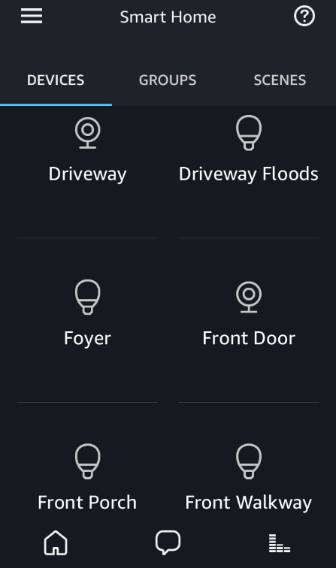 Smart Home
DEVICES GROUPS SCENES
Driveway Driveway Floods
Foyer Front Door
Front Porch Front Walkway